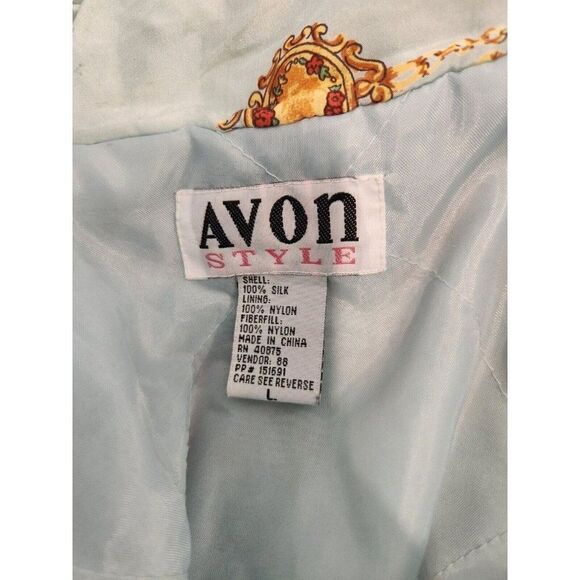 AVON
STYLE
SHELL:
100% SILK
LINING:
100% NYLON
FIBERFILL:
100% NYLON
MADE IN CHINA
RN 40875
VENDOR: 86
PP# 151691
CARE SEE REVERSE
L